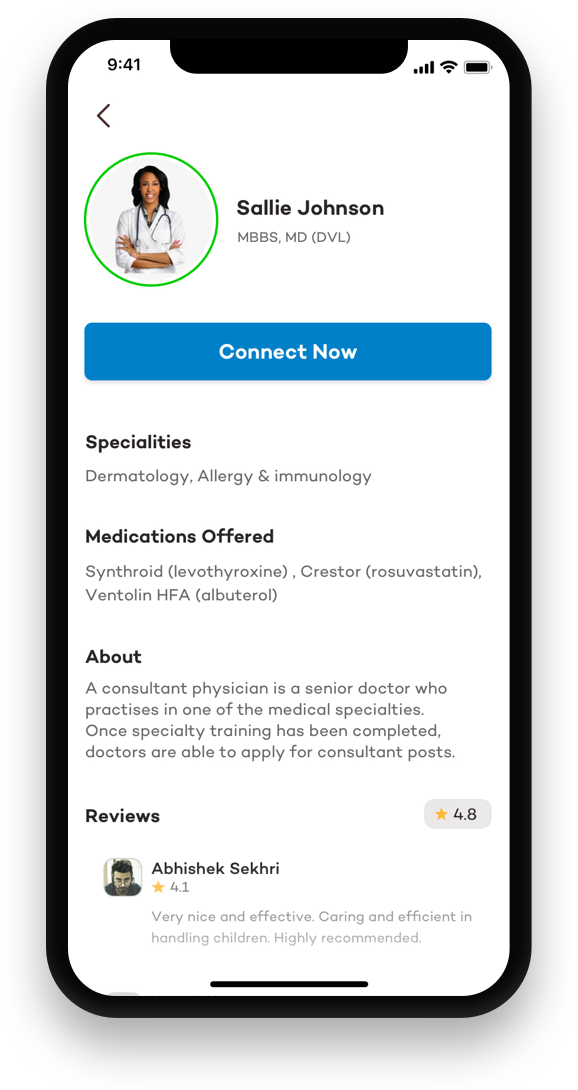 9:41
Sallie Johnson
MBBS, MD (DVL)
Connect Now
Specialities
Dermatology, Allergy & immunology
Medications Offered
Synthroid (levothyroxine) , Crestor (rosuvastatin),
Ventolin HFA (albuterol)
About
A consultant physician is a senior doctor who
practises in one of the medical specialties.
Once specialty training has been completed,
doctors are able to apply for consultant posts.
Reviews
4.8
Abhishek Sekhri
4.1
Very nice and effective. Caring and efficient in
handling children. Highly recommended.